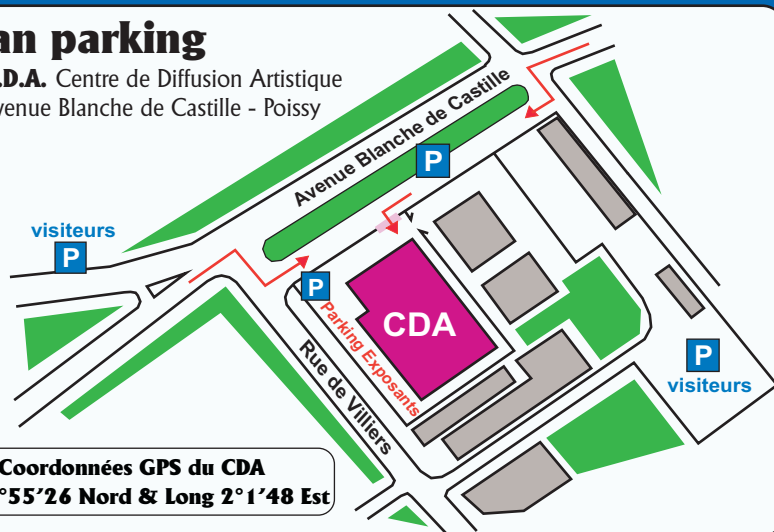 an parking
.D.A. Centre de Diffusion Artistique
venue Blanche de Castille - Poissy
Avenue Blanche de Castille
P
visiteurs
P
P
Parking Exposants
CDA
Rue de Villiers
P
visiteurs
Coordonnées GPS du CDA
°55’26 Nord & Long 2°1’48 Est